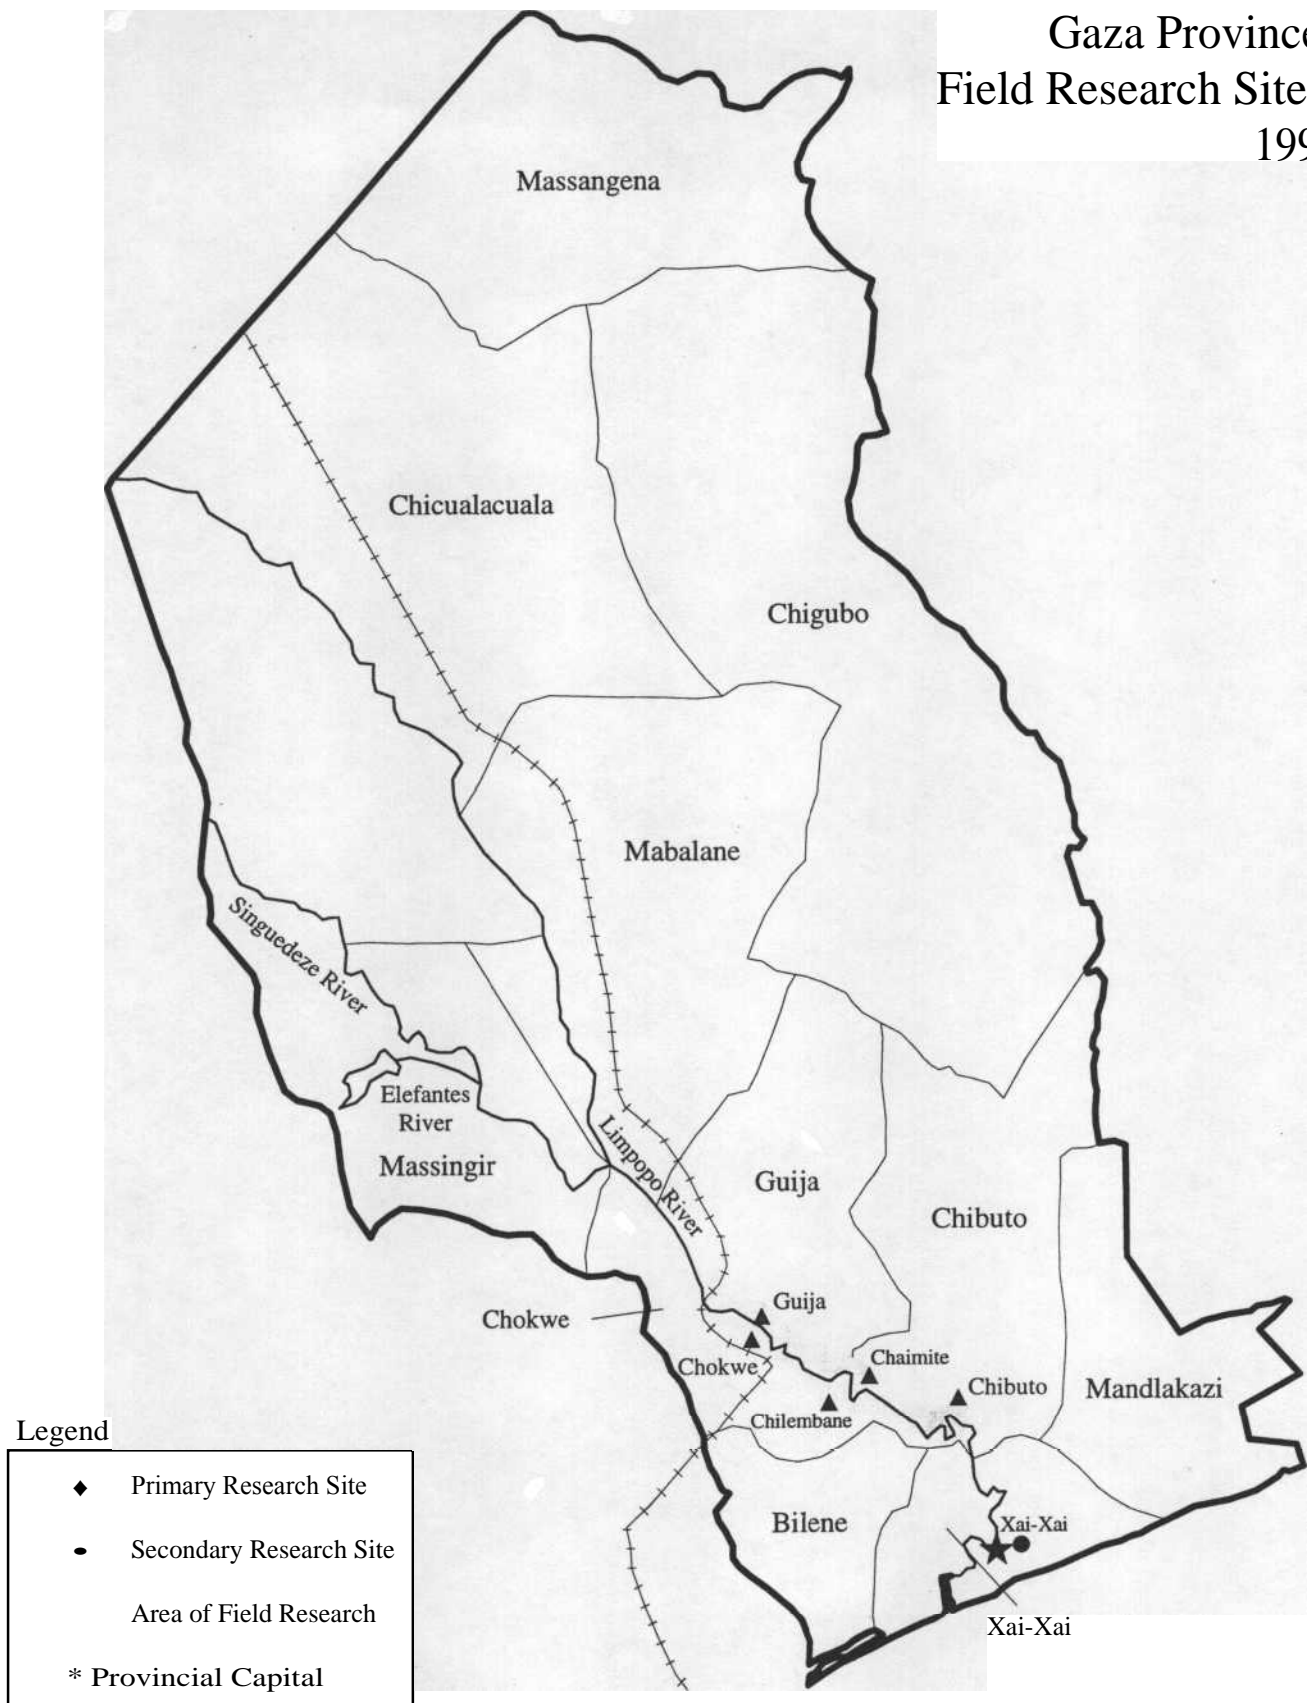 Gaza Province
Field Research Site
199
Massangena
Chicualacuala
Chigubo
Mabalane
Singuedeze River
Elefantes
River
Massingir
Limpopo River
Guija
Chibuto
Chokwe
Guija
Chokwe
Chaimite
Chibuto
Chilembane
Mandlakazi
Bilene
Xai-Xai
Xai-Xai
Legend
Primary Research Site
Secondary Research Site
Area of Field Research
* Provincial Capital